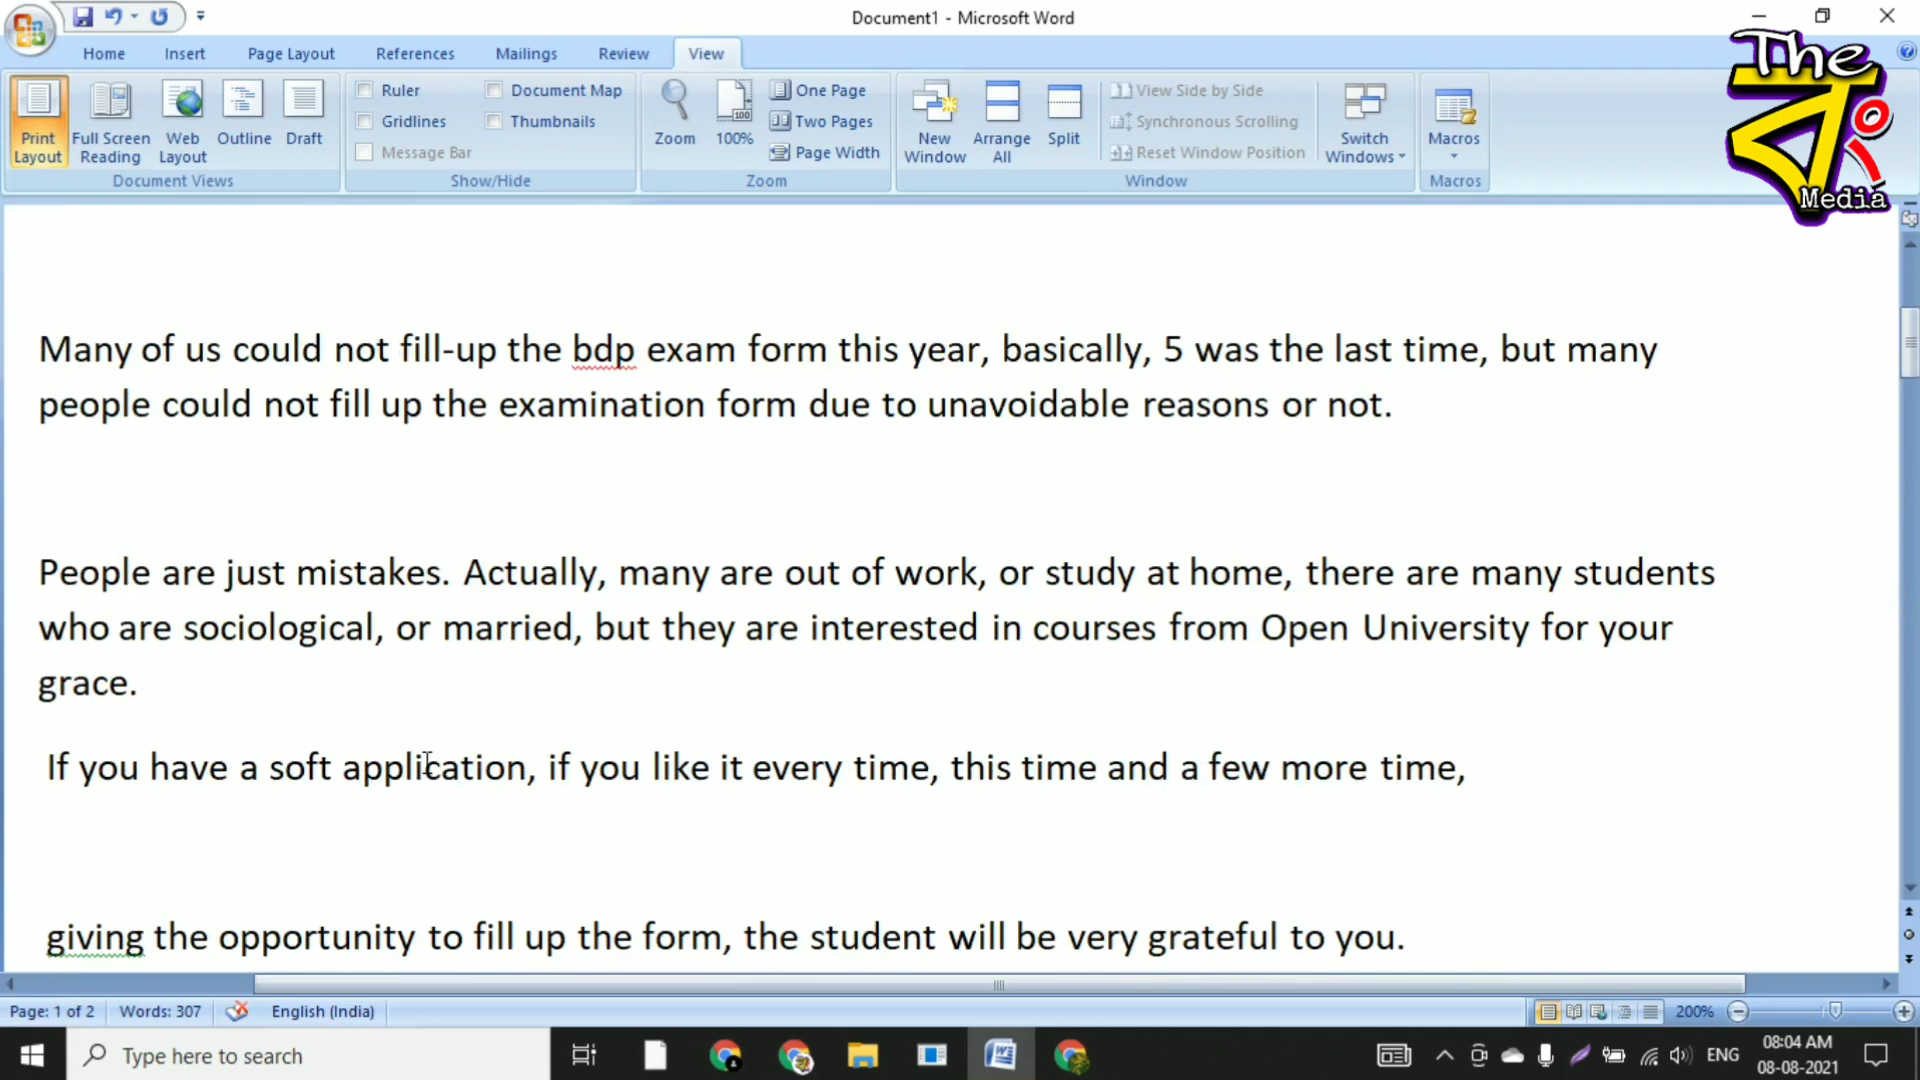 Document1 - Microsoft Word
Home Insert Page Layout References Mailings Review View
The
Media
Print Layout
Full Screen Reading
Web Layout
Outline
Draft
Document Views
Ruler
Gridlines
Message Bar
Document Map
Thumbnails
Show/Hide
Zoom
100%
One Page
Two Pages
Page Width
Zoom
New Window
Arrange All
Split
View Side by Side
Synchronous Scrolling
Reset Window Position
Window
Switch Windows
Macros
Macros
Many of us could not fill-up the bdp exam form this year, basically, 5 was the last time, but many
people could not fill up the examination form due to unavoidable reasons or not.
People are just mistakes. Actually, many are out of work, or study at home, there are many students
who are sociological, or married, but they are interested in courses from Open University for your
grace.
If you have a soft application, if you like it every time, this time and a few more time,
giving the opportunity to fill up the form, the student will be very grateful to you.
Page: 1 of 2 Words: 307 English (India) 200%
Type here to search
ENG
08:04 AM
08-08-2021